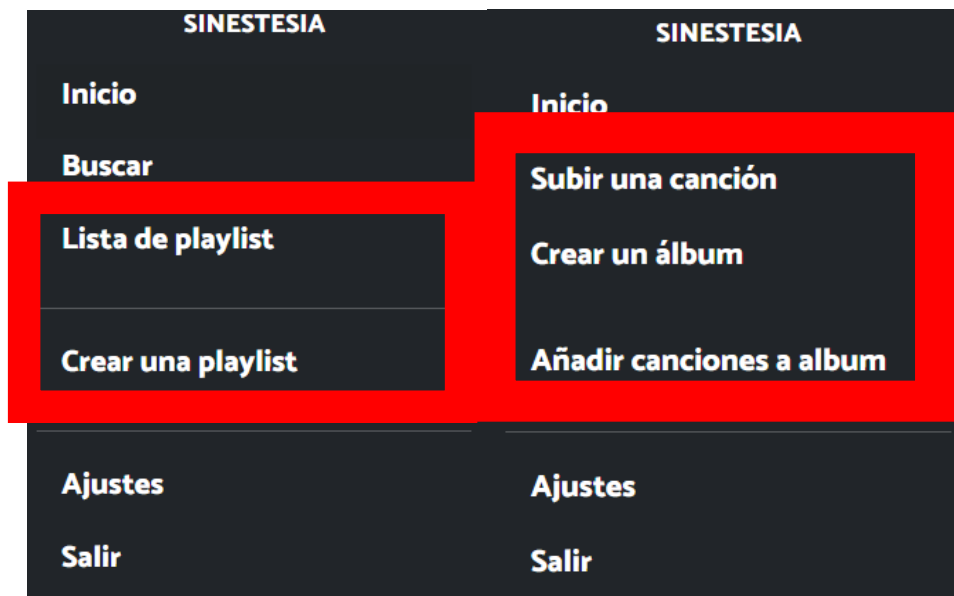 SINESTESIA
Inicio
Buscar
Lista de playlist
Crear una playlist
Ajustes
Salir
SINESTESIA
Inicio
Subir una canción
Crear un álbum
Añadir canciones a album
Ajustes
Salir